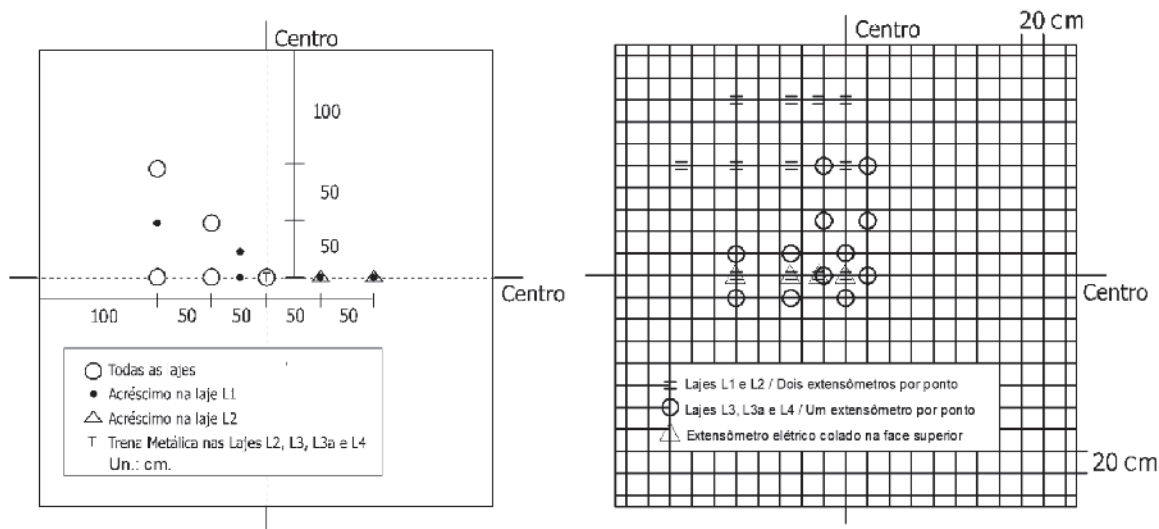 Centro
100
50
50
Centro
100
50
50
50
50
Todas as ajes
Acréscimo na laje L1
Acréscimo na laje L2
T Trena Metálica nas Lajes L2, L3, L3a e L4
Un.: cm.
T
20 cm
Centro
Centro
Lajes L1 e L2 / Dois extensômetros por ponto
Lajes L3, L3a e L4 / Um extensômetro por ponto
Extensômetro elétrico colado na face superior
20 cm